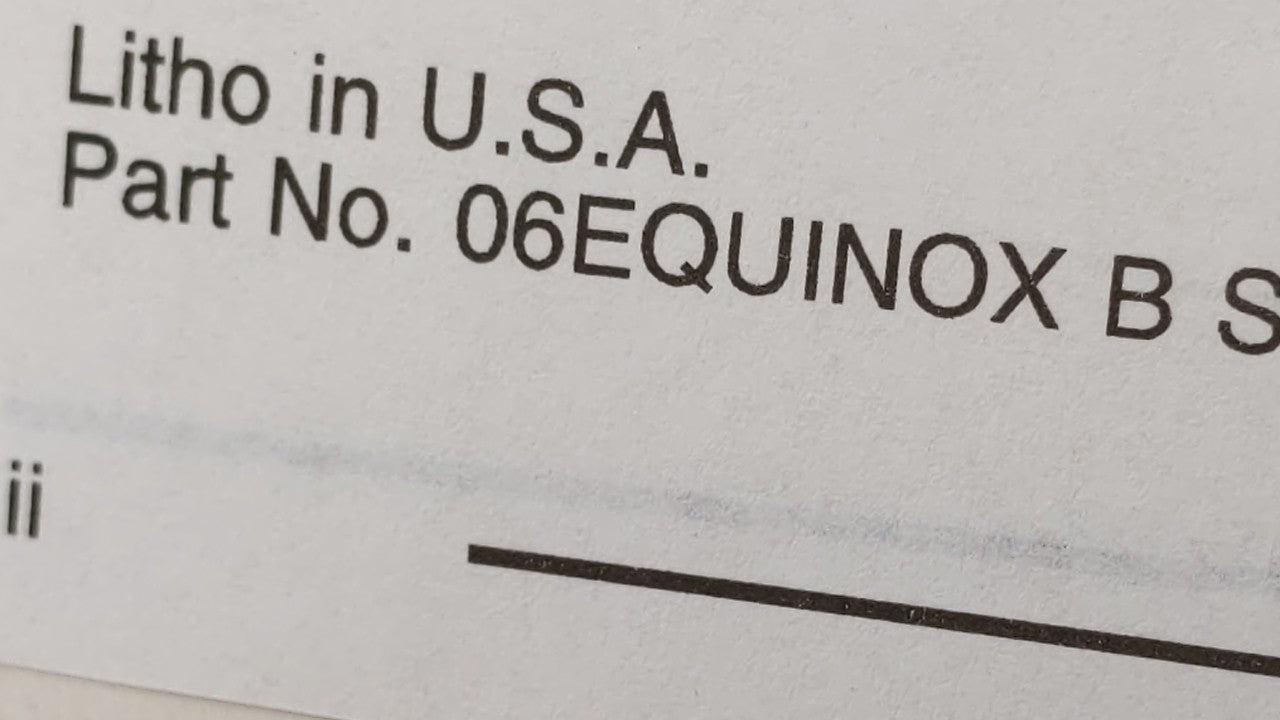 Litho in U.S.A.
Part No. 06EQUINOX B S
ii